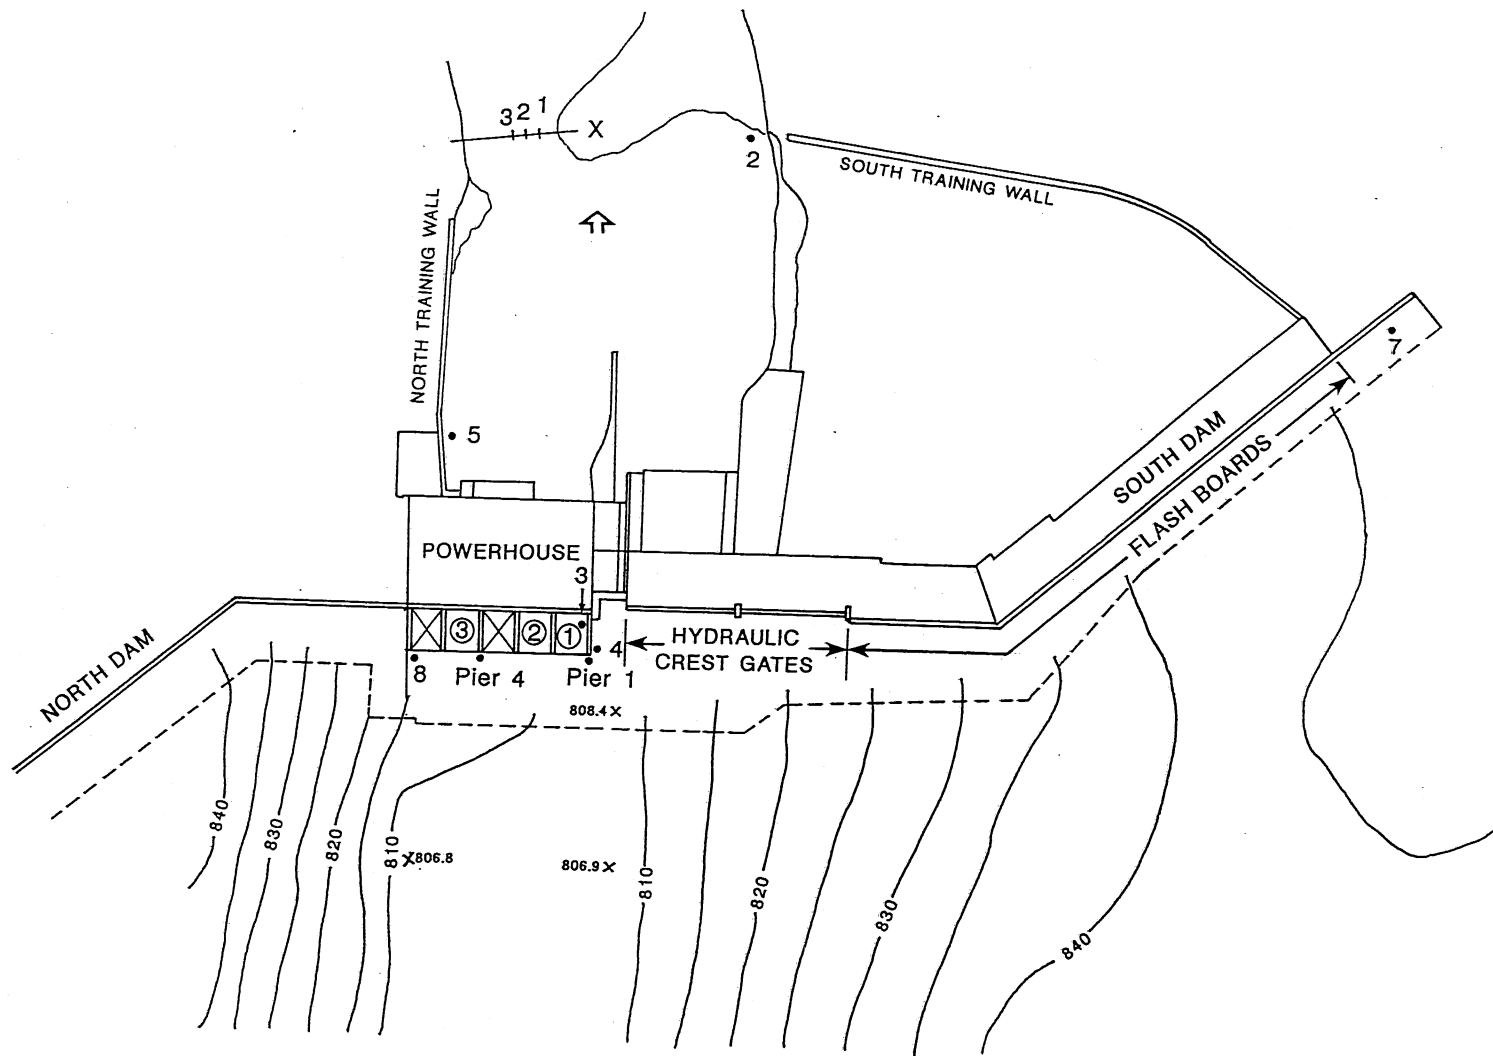 3 2 1
X
2
SOUTH TRAINING WALL
NORTH TRAINING WALL
7
5
SOUTH DAM
FLASH BOARDS
POWERHOUSE
3
3 2 1
4
HYDRAULIC
CREST GATES
8
Pier 4
Pier 1
NORTH DAM
808.4 X
840
830
820
810
X 806.8
806.9 X
810
820
830
840